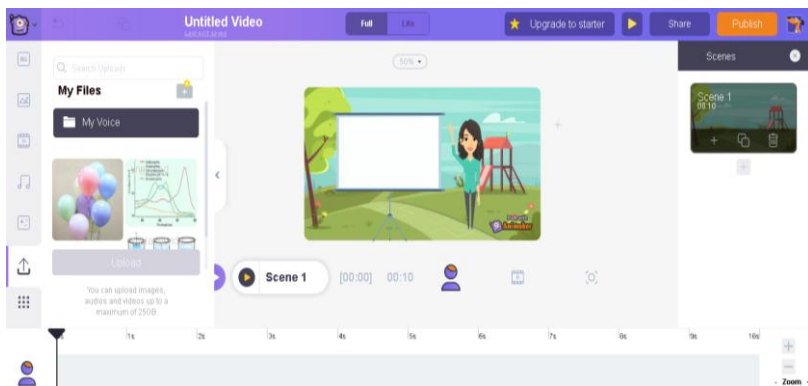 Untitled Video
Full
Lite
Upgrade to starter
Share
Publish
Search Uploads
My Files
My Voice
Upload
You can upload images,
audios and videos up to a
maximum of 25GB
50%
Animaker
Scene 1
[00:00]
00:10
Scenes
Scene 1
00:10
1s
2s
3s
4s
5s
6s
7s
8s
9s
10s
- Zoom -